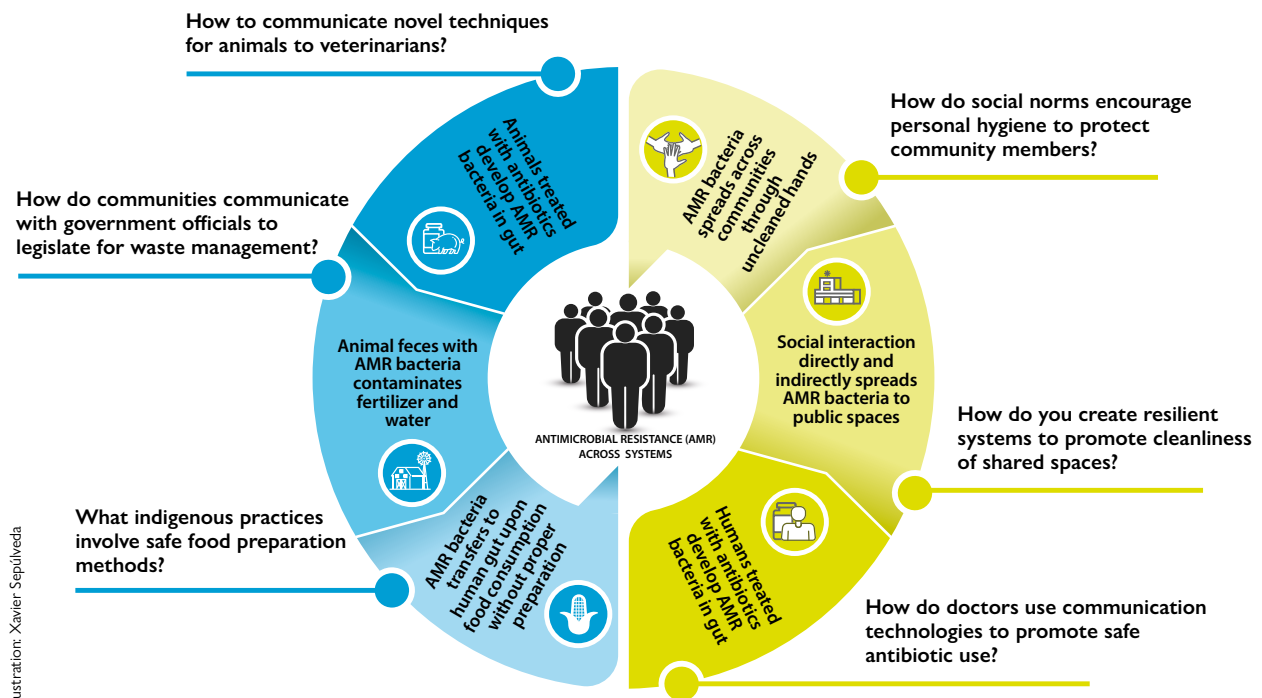 How to communicate novel techniques
for animals to veterinarians?
Animals treated
with antibiotics
develop AMR
bacteria in gut
How do communities communicate
with government officials to
legislate for waste management?
Animal feces with
AMR bacteria
contaminates
fertilizer and
water
What indigenous practices
involve safe food preparation
methods?
AMR bacteria
transfers to
human gut upon
food consumption
without proper
preparation
ANTIMICROBIAL RESISTANCE (AMR)
ACROSS SYSTEMS
AMR bacteria
spreads across
communities
through
uncleaned hands
How do social norms encourage
personal hygiene to protect
community members?
Social interaction
directly and
indirectly spreads
AMR bacteria to
public spaces
How do you create resilient
systems to promote cleanliness
of shared spaces?
Humans treated
with antibiotics
develop AMR
bacteria in gut
How do doctors use communication
technologies to promote safe
antibiotic use?
ustration: Xavier Sepúlveda